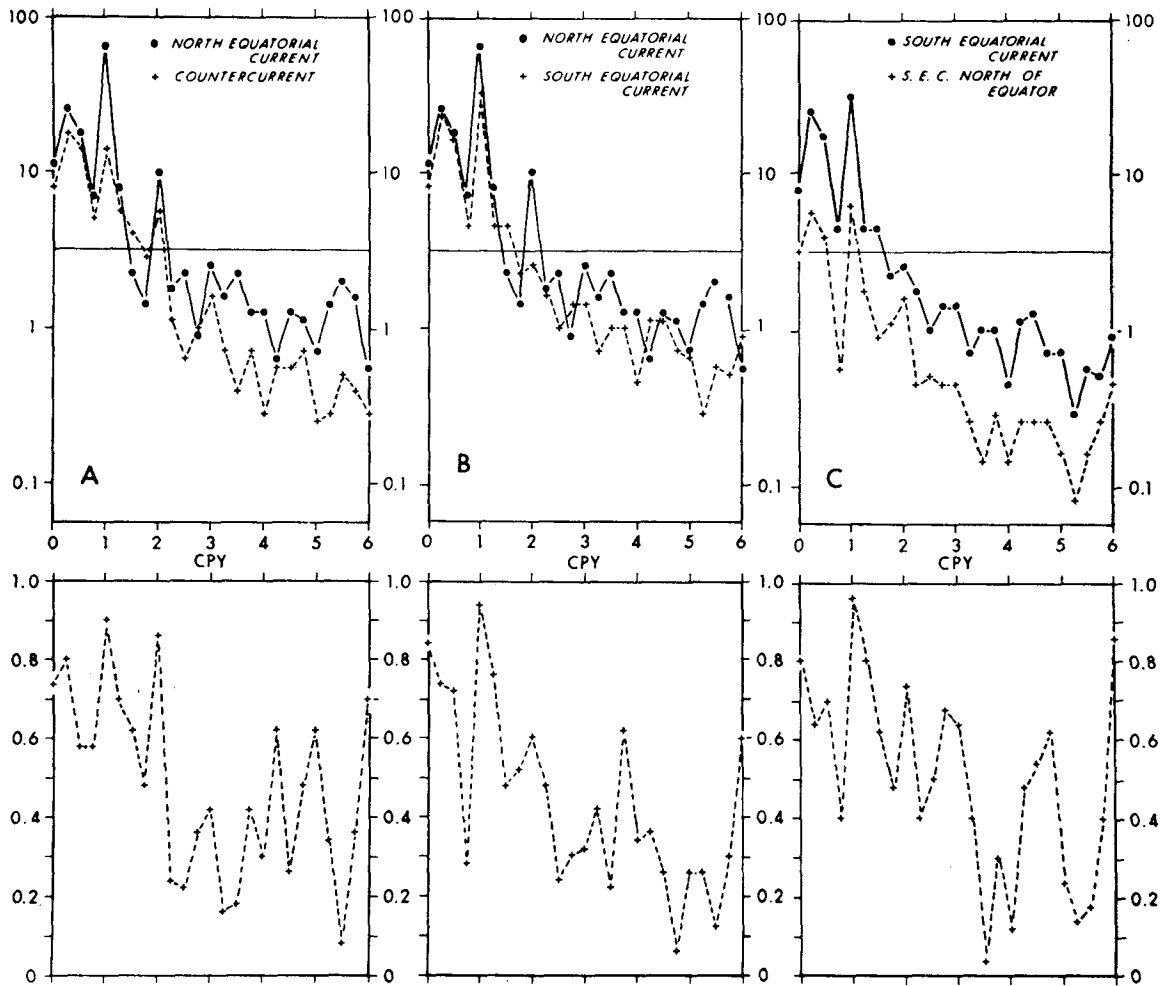 100
10
1
0.1
● NORTH EQUATORIAL
CURRENT
+ COUNTERCURRENT
A
0 1 2 3 4 5 6
CPY
100
10
1
0.1
● NORTH EQUATORIAL
CURRENT
+ SOUTH EQUATORIAL
CURRENT
B
0 1 2 3 4 5 6
100
10
1
0.1
● SOUTH EQUATORIAL
CURRENT
+ S. E. C. NORTH OF
EQUATOR
C
0 1 2 3 4 5 6
CPY
100
10
1
0.1
1.0
0.8
0.6
0.4
0.2
0
1.0
0.8
0.6
0.4
0.2
0
1.0
0.8
0.6
0.4
0.2
0
1.0
0.8
0.6
0.4
0.2
0